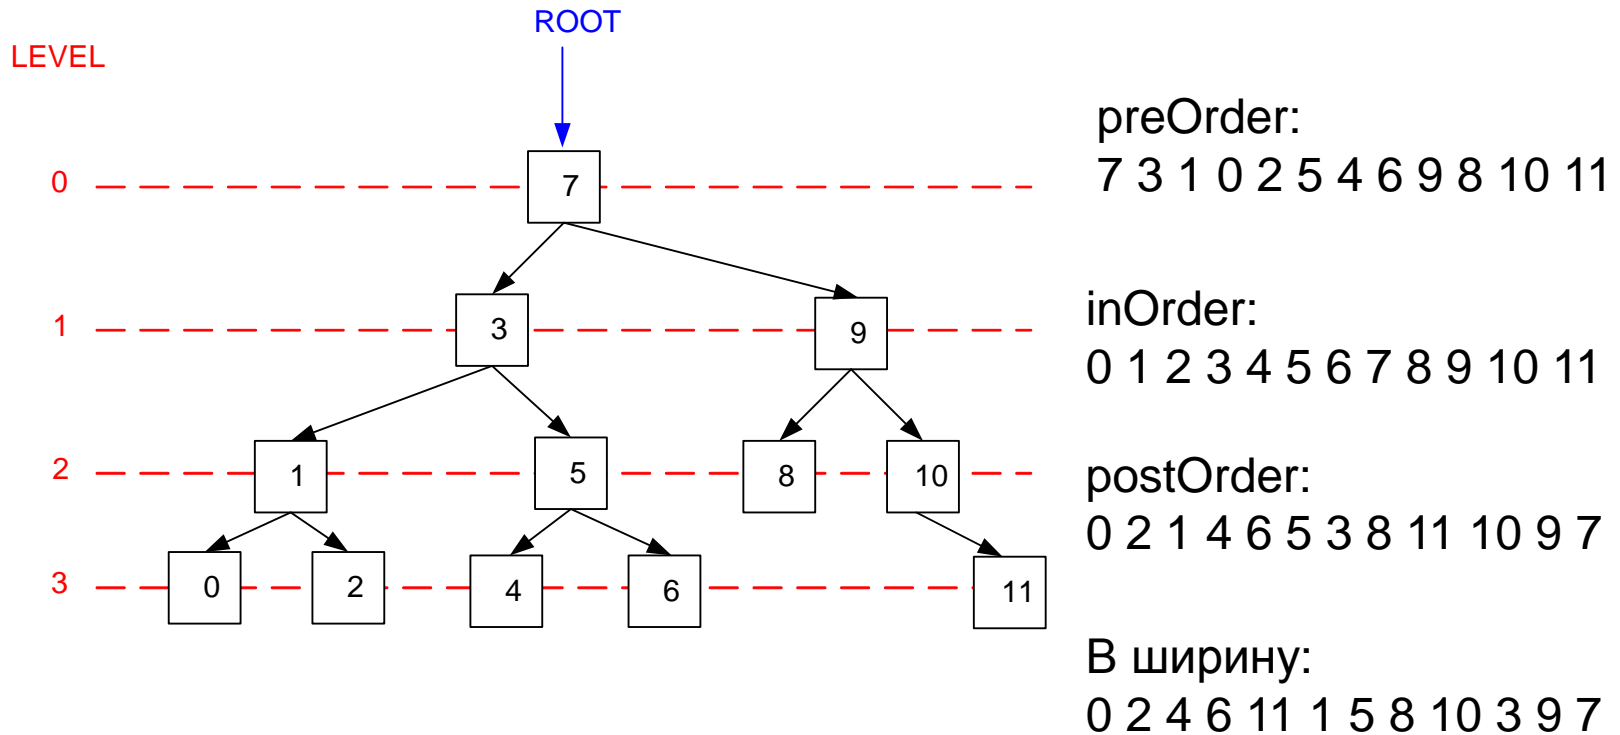 ROOT
LEVEL
0
7
1
3
9
2
1
5
8
10
3
0
2
4
6
11
preOrder:
7 3 1 0 2 5 4 6 9 8 10 11
inOrder:
0 1 2 3 4 5 6 7 8 9 10 11
postOrder:
0 2 1 4 6 5 3 8 11 10 9 7
В ширину:
0 2 4 6 11 1 5 8 10 3 9 7